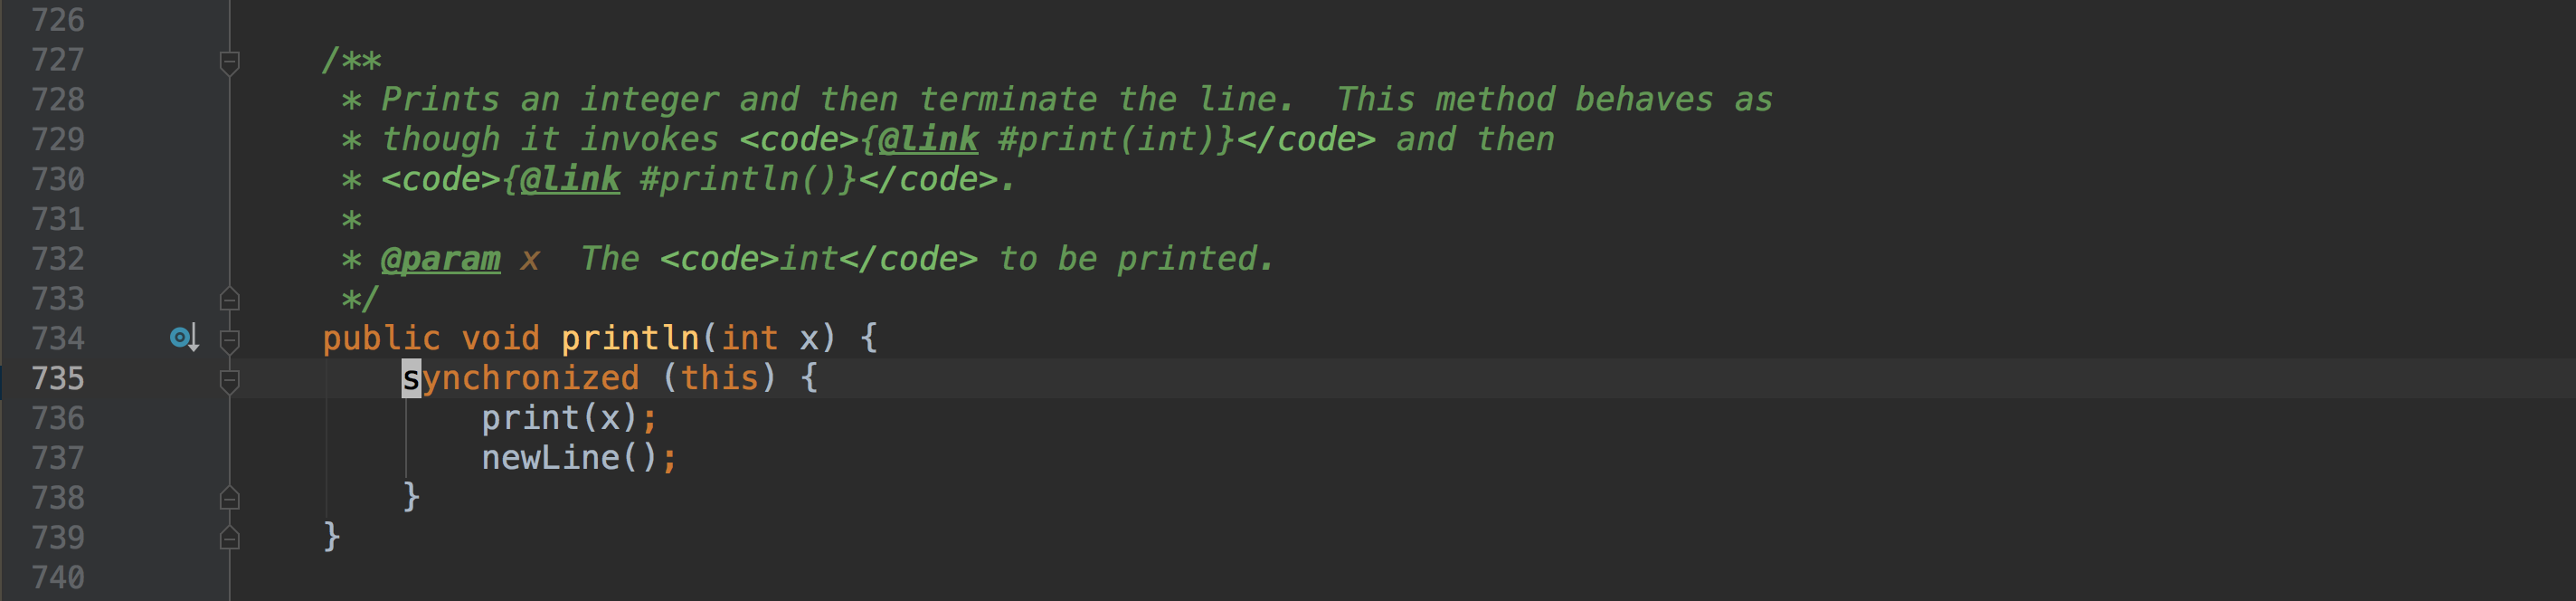 726
727 /**
728 * Prints an integer and then terminate the line.  This method behaves as
729 * though it invokes <code>{@link #print(int)}</code> and then
730 * <code>{@link #println()}</code>.
731 *
732 * @param x  The <code>int</code> to be printed.
733 */
734 public void println(int x) {
735 synchronized (this) {
736 print(x);
737 newLine();
738 }
739 }
740